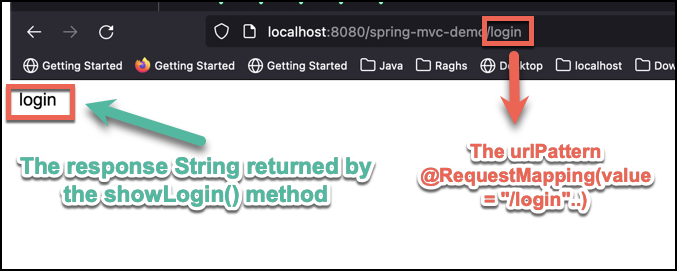 localhost:8080/spring-mvc-demo/login
Getting Started Getting Started Getting Started Java Raghs Desktop localhost Dow
login
The response String returned by
the showLogin() method
The urlPattern
@RequestMapping(value
= "/login"..)